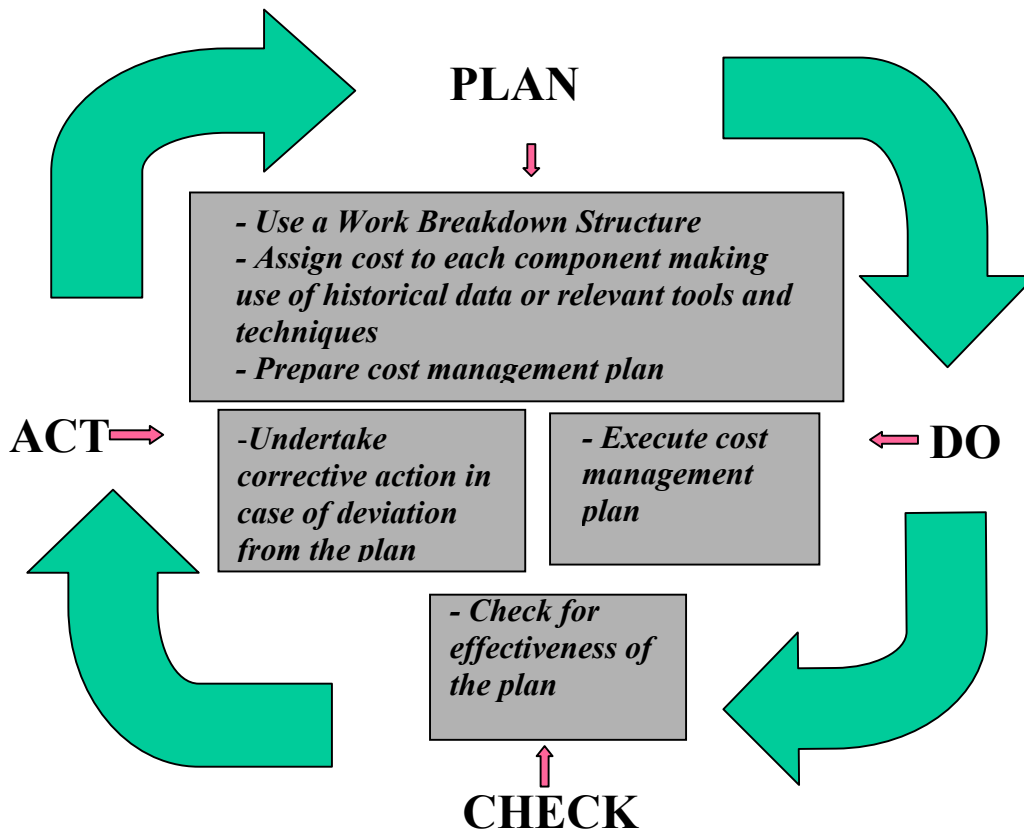 PLAN
- Use a Work Breakdown Structure
- Assign cost to each component making
use of historical data or relevant tools and
techniques
- Prepare cost management plan
ACT
-Undertake
corrective action in
case of deviation
from the plan
- Execute cost
management
plan
DO
- Check for
effectiveness of
the plan
CHECK